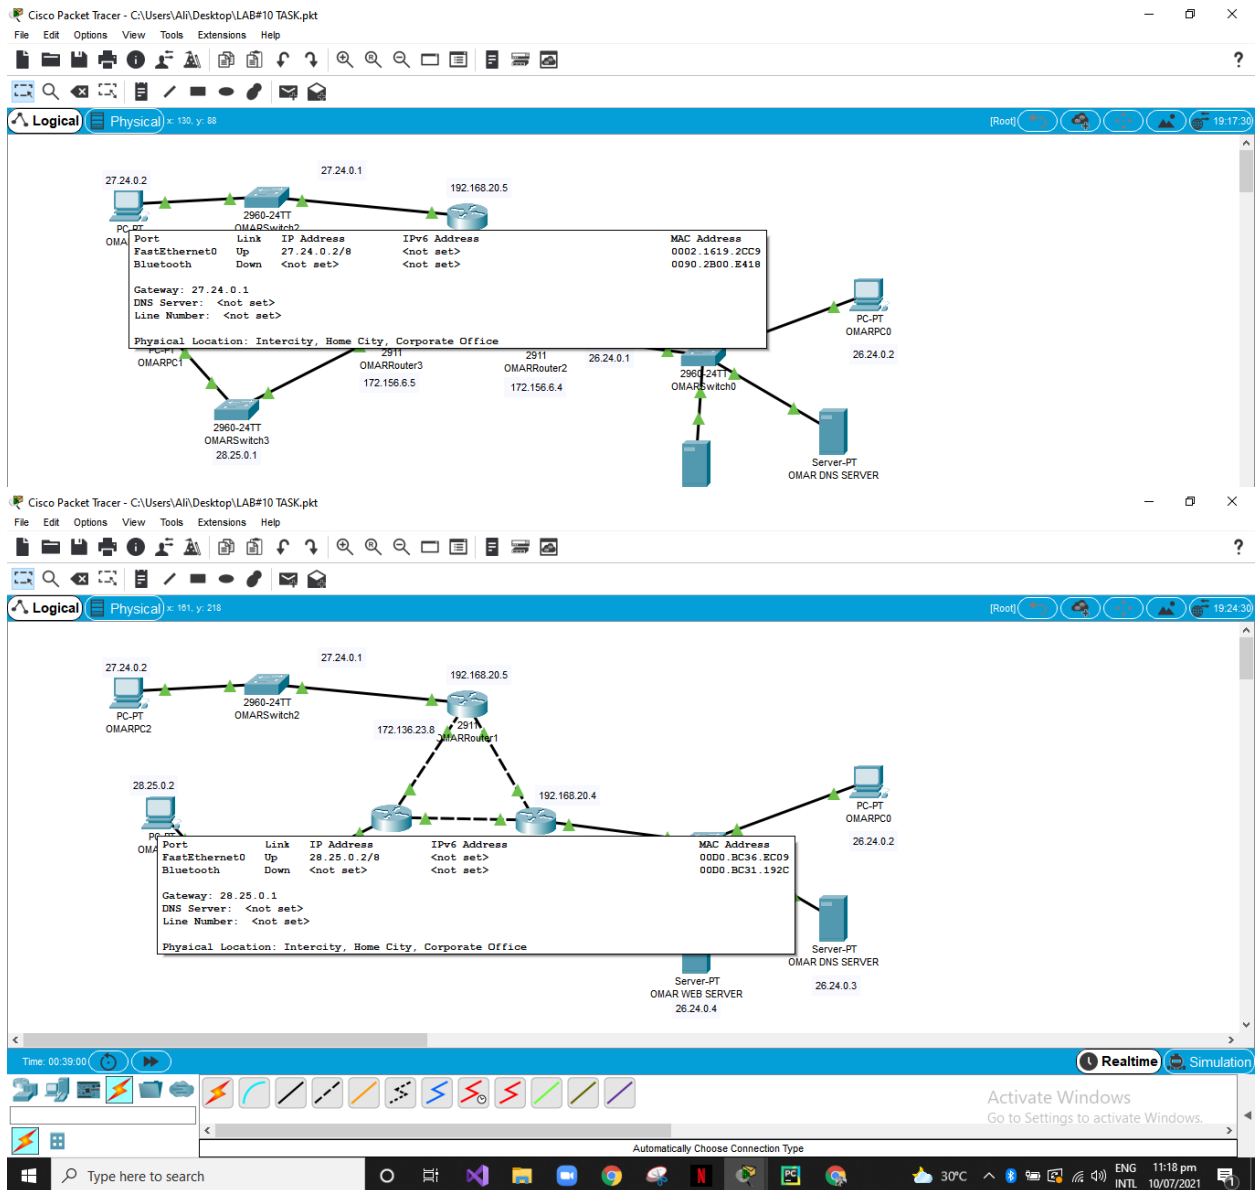 Cisco Packet Tracer - C:\Users\Ali\Desktop\LAB#10 TASK.pkt
File Edit Options View Tools Extensions Help
?
Logical Physical x: 130, y: 88 [Root] 19:17:30
27.24.0.1
27.24.0.2
192.168.20.5
2960-24TT
OMARSwitch2
PC-PT
OMA
Port Link IP Address IPv6 Address MAC Address
FastEthernet0 Up 27.24.0.2/8 <not set> 0002.1619.2CC9
Bluetooth Down <not set> <not set> 0090.2B00.E418
Gateway: 27.24.0.1
DNS Server: <not set>
Line Number: <not set>
Physical Location: Intercity, Home City, Corporate Office
PC-PT
OMARPC0
26.24.0.2
PC-PT
OMARPC1
2911
OMARRouter3
172.156.6.5
2911
OMARRouter2
172.156.6.4
26.24.0.1
2960-24TT
OMARSwitch0
2960-24TT
OMARSwitch3
28.25.0.1
Server-PT
OMAR DNS SERVER
Cisco Packet Tracer - C:\Users\Ali\Desktop\LAB#10 TASK.pkt
File Edit Options View Tools Extensions Help
?
Logical Physical x: 161, y: 218 [Root] 19:24:30
27.24.0.1
27.24.0.2
192.168.20.5
2960-24TT
OMARSwitch2
PC-PT
OMARPC2
172.136.23.8
2911
OMARRouter1
28.25.0.2
192.168.20.4
PC-PT
OMARPC0
26.24.0.2
PC-PT
OMA
Port Link IP Address IPv6 Address MAC Address
FastEthernet0 Up 28.25.0.2/8 <not set> 00D0.BC36.EC09
Bluetooth Down <not set> <not set> 00D0.BC31.192C
Gateway: 28.25.0.1
DNS Server: <not set>
Line Number: <not set>
Physical Location: Intercity, Home City, Corporate Office
Server-PT
OMAR DNS SERVER
26.24.0.3
Server-PT
OMAR WEB SERVER
26.24.0.4
Time: 00:39:00 Realtime Simulation
Activate Windows
Go to Settings to activate Windows.
Automatically Choose Connection Type
Type here to search
30°C ENG 11:18 pm
INTL 10/07/2021